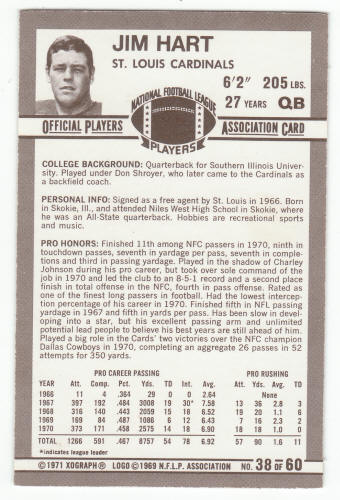 JIM HART
ST. LOUIS CARDINALS
6'2" 205 LBS.
27 YEARS QB
NATIONAL FOOTBALL LEAGUE
PLAYERS
OFFICIAL PLAYERS ASSOCIATION CARD
COLLEGE BACKGROUND: Quarterback for Southern Illinois Univer-
sity. Played under Don Shroyer, who later came to the Cardinals as
a backfield coach.
PERSONAL INFO: Signed as a free agent by St. Louis in 1966. Born
in Skokie, Ill., and attended Niles West High School in Skokie, where
he was an All-State quarterback. Hobbies are recreational sports
and music.
PRO HONORS: Finished 11th among NFC passers in 1970, ninth in
touchdown passes, seventh in yardage per pass, seventh in completions
and third in passing yardage. Played in the shadow of Charley
Johnson during his pro career, but took over sole command of the
job in 1970 and led the club to an 8-5-1 record and a second place
finish in total offense in the NFC, fourth in pass offense. Rated as
one of the finest long passers in football. Had the lowest interception
percentage of his career in 1970. Finished fifth in NFL passing
yardage in 1967 and fifth in yards per pass. Has been slow in developing
into a star, but his excellent passing arm and unlimited
potential lead people to believe his best years are still ahead of him.
Played a big role in the Cards' two victories over the NFC champion
Dallas Cowboys in 1970, completing an aggregate 26 passes in 52
attempts for 350 yards.
PRO CAREER PASSING PRO RUSHING
YEAR Att. Comp. Pct. Yds. TD Int. Avg. Att. Yds. Avg. TD
1966 11 4 .364 29 0 0 2.64 None
1967 397 192 .484 3008 19 30* 7.58 13 36 2.8 3
1968 316 140 .443 2059 15 18 6.52 19 20 1.1 6
1969 169 84 .497 1086 6 12 6.43 7 16 2.3 2
1970 373 171 .458 2575 14 18 6.90 18 18 1.0 0
TOTAL 1266 591 .467 8757 54 78 6.92 57 90 1.6 11
*indicates league leader
©1971 XOGRAPH® LOGO ©1969 N.F.L.P. ASSOCIATION NO. 38 OF 60